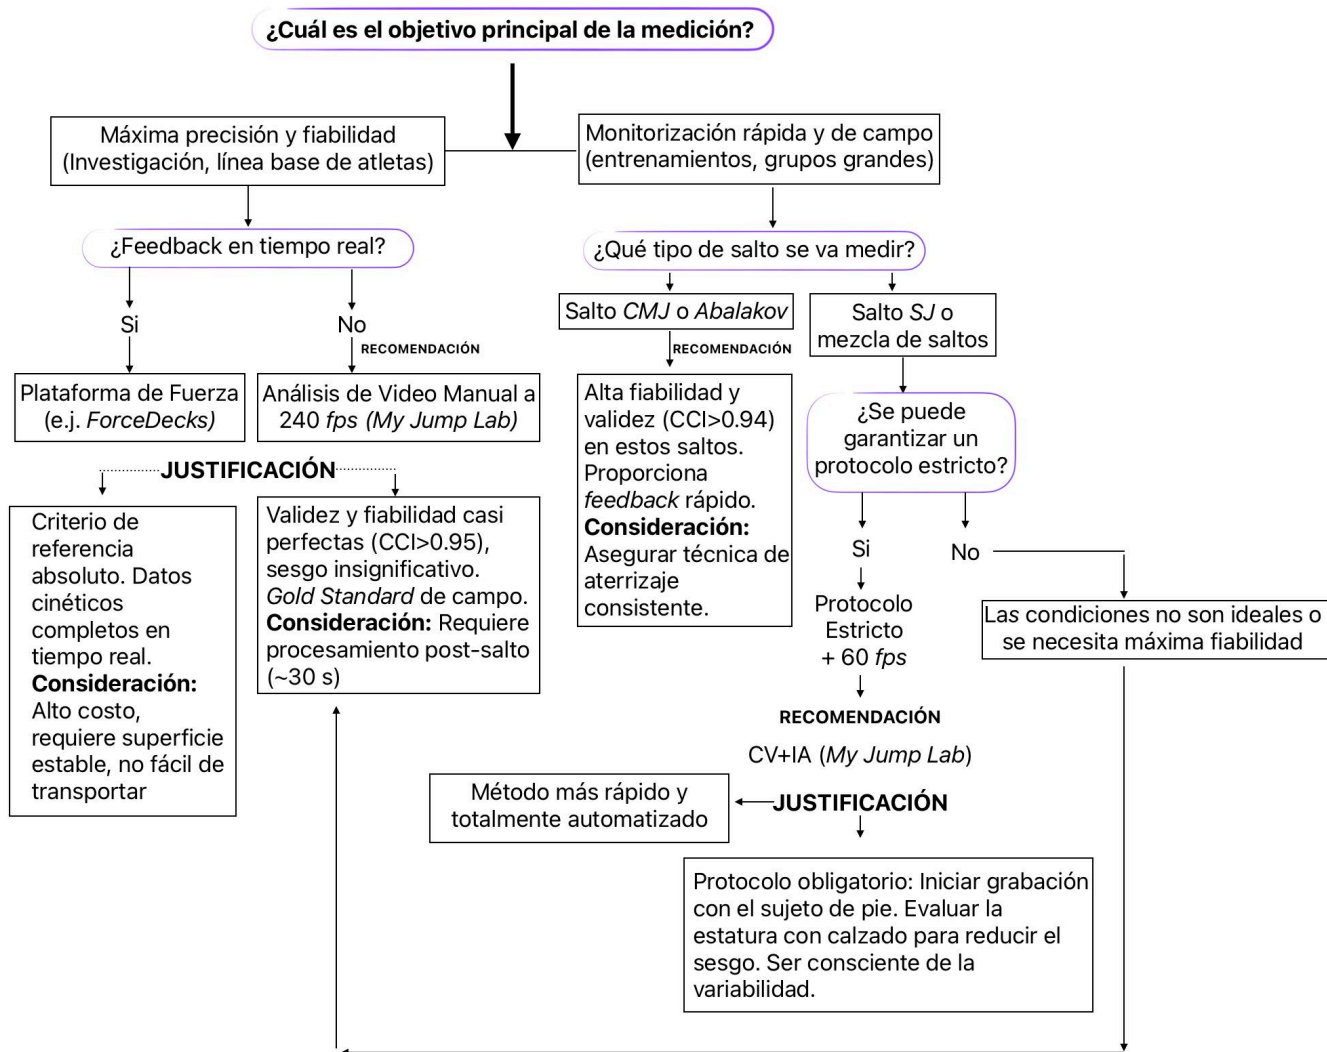 ¿Cuál es el objetivo principal de la medición?
Máxima precisión y fiabilidad
(Investigación, línea base de atletas)
Monitorización rápida y de campo
(entrenamientos, grupos grandes)
¿Feedback en tiempo real?
¿Qué tipo de salto se va medir?
Si
No
RECOMENDACIÓN
Plataforma de Fuerza
(e.j. ForceDecks)
Análisis de Video Manual a
240 fps (My Jump Lab)
JUSTIFICACIÓN
Criterio de
referencia
absoluto. Datos
cinéticos
completos en
tiempo real.
Consideración:
Alto costo,
requiere superficie
estable, no fácil de
transportar
Validez y fiabilidad casi
perfectas (CCI>0.95),
sesgo insignificativo.
Gold Standard de campo.
Consideración: Requiere
procesamiento post-salto
(~30 s)
Salto CMJ o Abalakov
RECOMENDACIÓN
Alta fiabilidad y
validez (CCI>0.94)
en estos saltos.
Proporciona
feedback rápido.
Consideración:
Asegurar técnica de
aterrizaje
consistente.
Salto SJ o
mezcla de saltos
¿Se puede
garantizar un
protocolo estricto?
Si
No
Protocolo
Estricto
+ 60 fps
Las condiciones no son ideales o
se necesita máxima fiabilidad
RECOMENDACIÓN
CV+IA (My Jump Lab)
JUSTIFICACIÓN
Método más rápido y
totalmente automatizado
Protocolo obligatorio: Iniciar grabación
con el sujeto de pie. Evaluar la
estatura con calzado para reducir el
sesgo. Ser consciente de la
variabilidad.